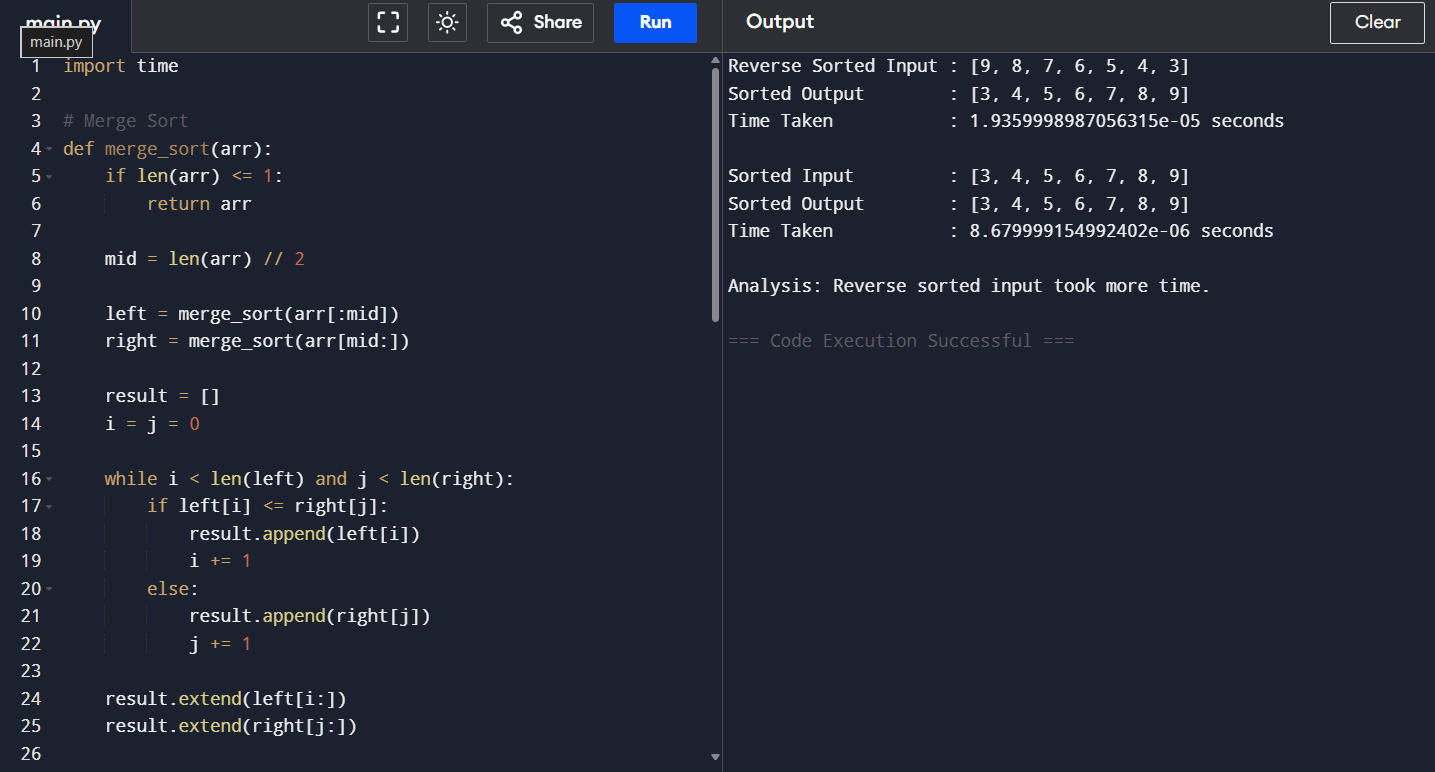 main.py
main.py
Share
Run
Output
Clear
1 import time
2
3 # Merge Sort
4 def merge_sort(arr):
5     if len(arr) <= 1:
6         return arr
7
8     mid = len(arr) // 2
9
10     left = merge_sort(arr[:mid])
11     right = merge_sort(arr[mid:])
12
13     result = []
14     i = j = 0
15
16     while i < len(left) and j < len(right):
17         if left[i] <= right[j]:
18             result.append(left[i])
19             i += 1
20         else:
21             result.append(right[j])
22             j += 1
23
24     result.extend(left[i:])
25     result.extend(right[j:])
26
Reverse Sorted Input : [9, 8, 7, 6, 5, 4, 3]
Sorted Output        : [3, 4, 5, 6, 7, 8, 9]
Time Taken           : 1.9359998987056315e-05 seconds

Sorted Input         : [3, 4, 5, 6, 7, 8, 9]
Sorted Output        : [3, 4, 5, 6, 7, 8, 9]
Time Taken           : 8.679999154992402e-06 seconds

Analysis: Reverse sorted input took more time.

=== Code Execution Successful ===